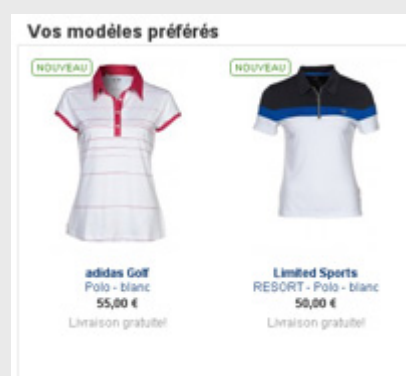 Vos modèles préférés
NOUVEAU
NOUVEAU
adidas Golf
Polo - blanc
55,00 €
Livraison gratuite!
Limited Sports
RESORT - Polo - blanc
50,00 €
Livraison gratuite!